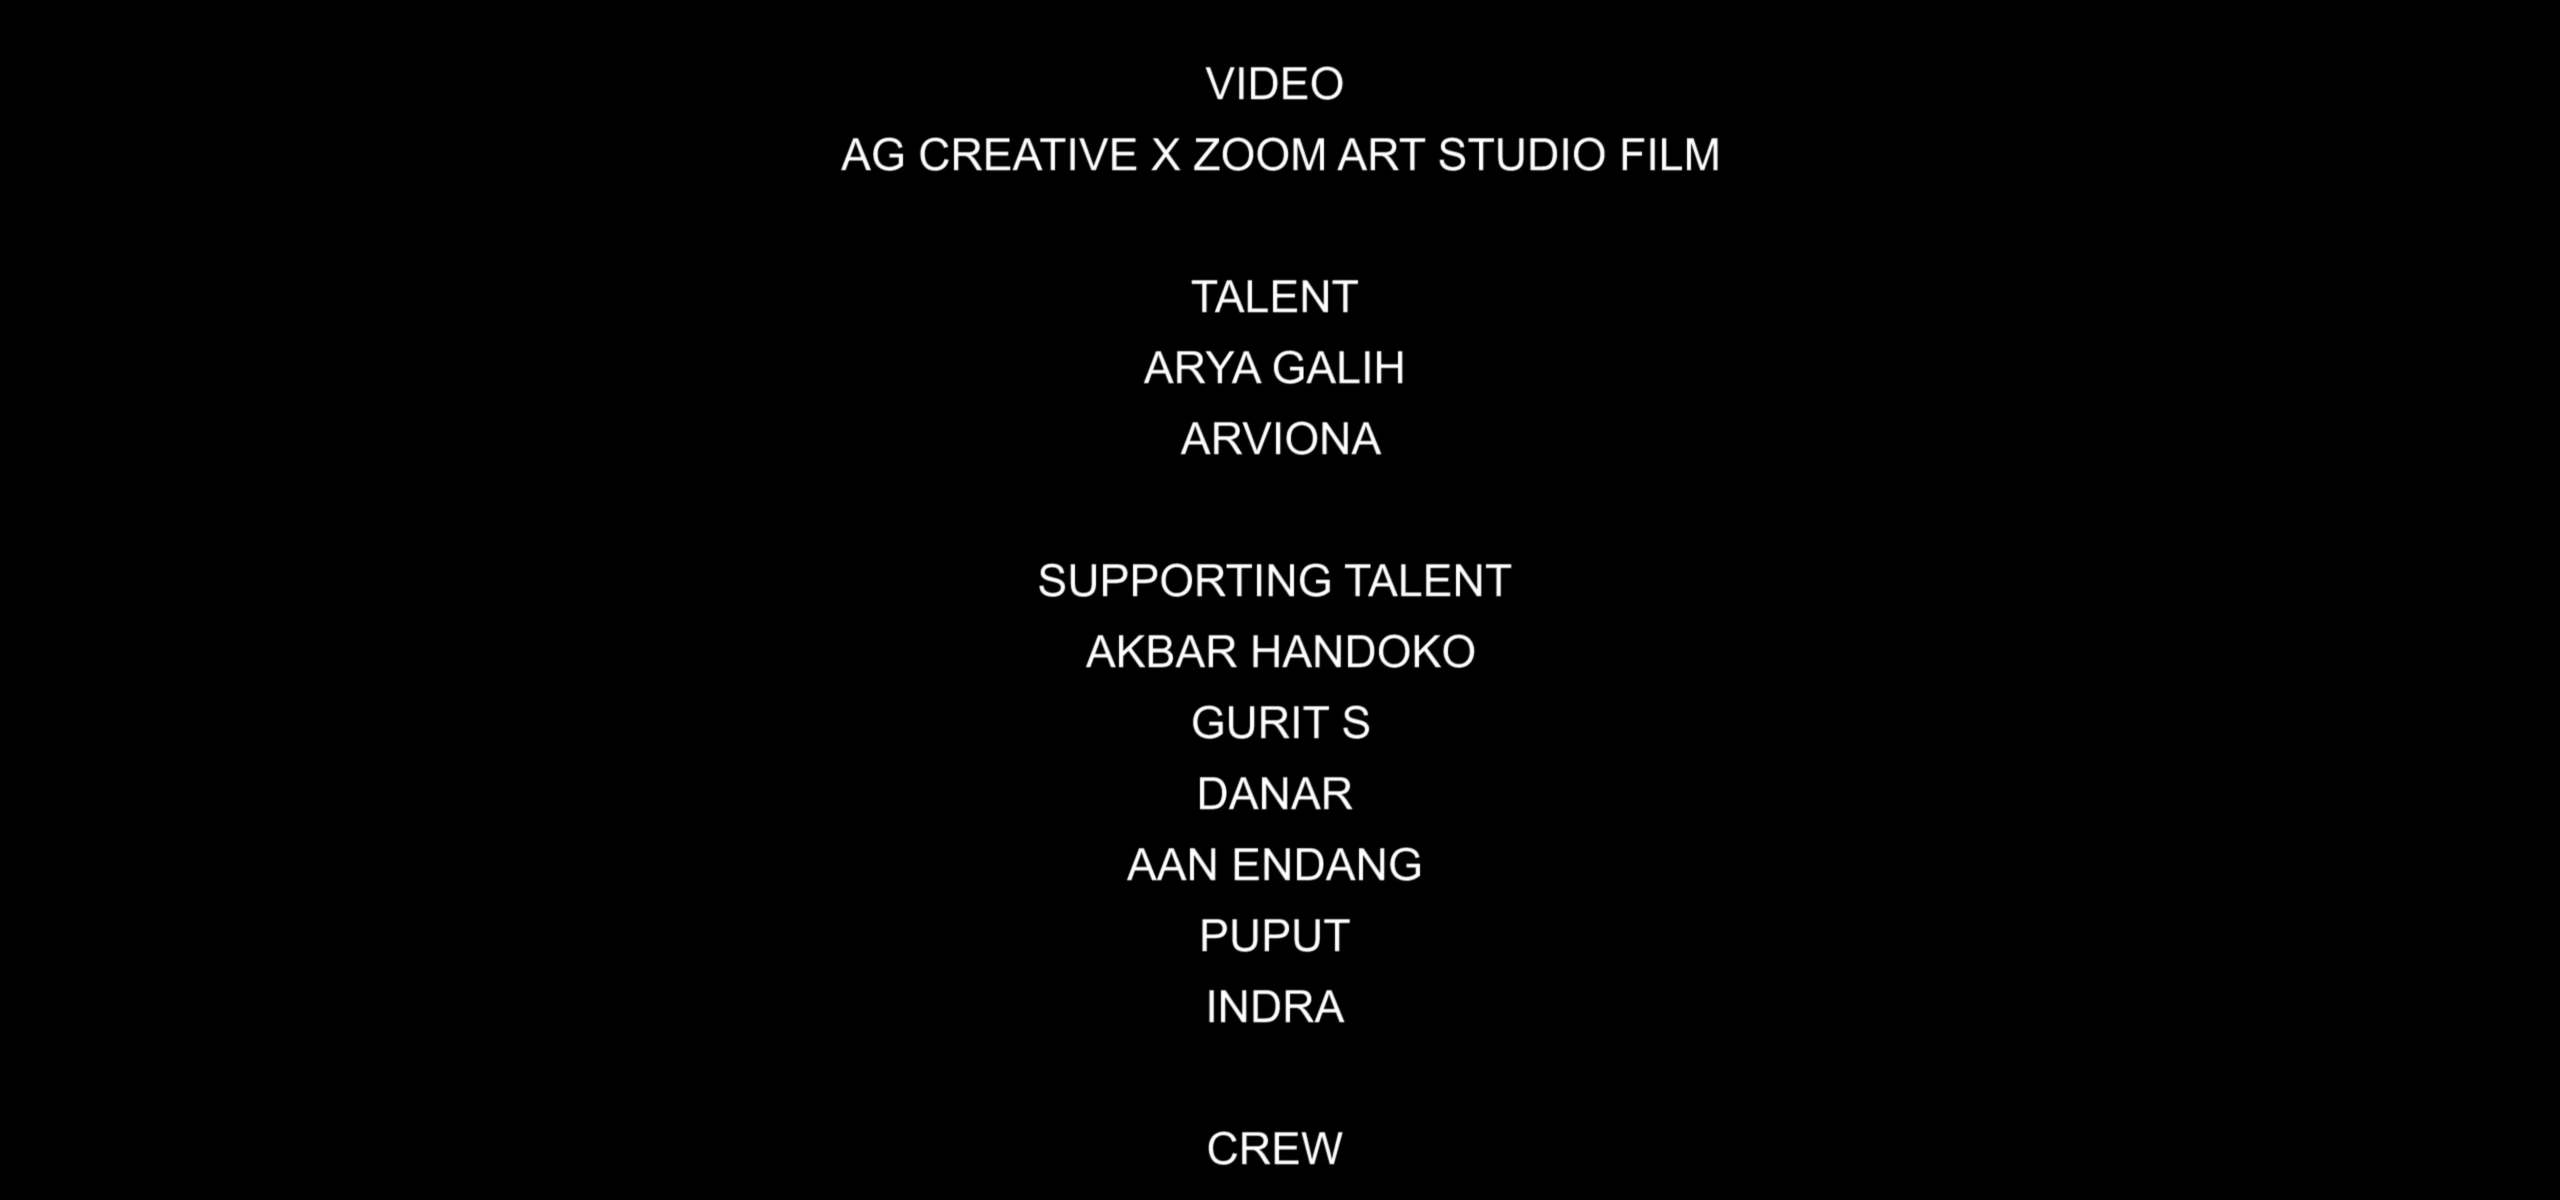 VIDEO
AG CREATIVE X ZOOM ART STUDIO FILM
TALENT
ARYA GALIH
ARVIONA
SUPPORTING TALENT
AKBAR HANDOKO
GURIT S
DANAR
AAN ENDANG
PUPUT
INDRA
CREW